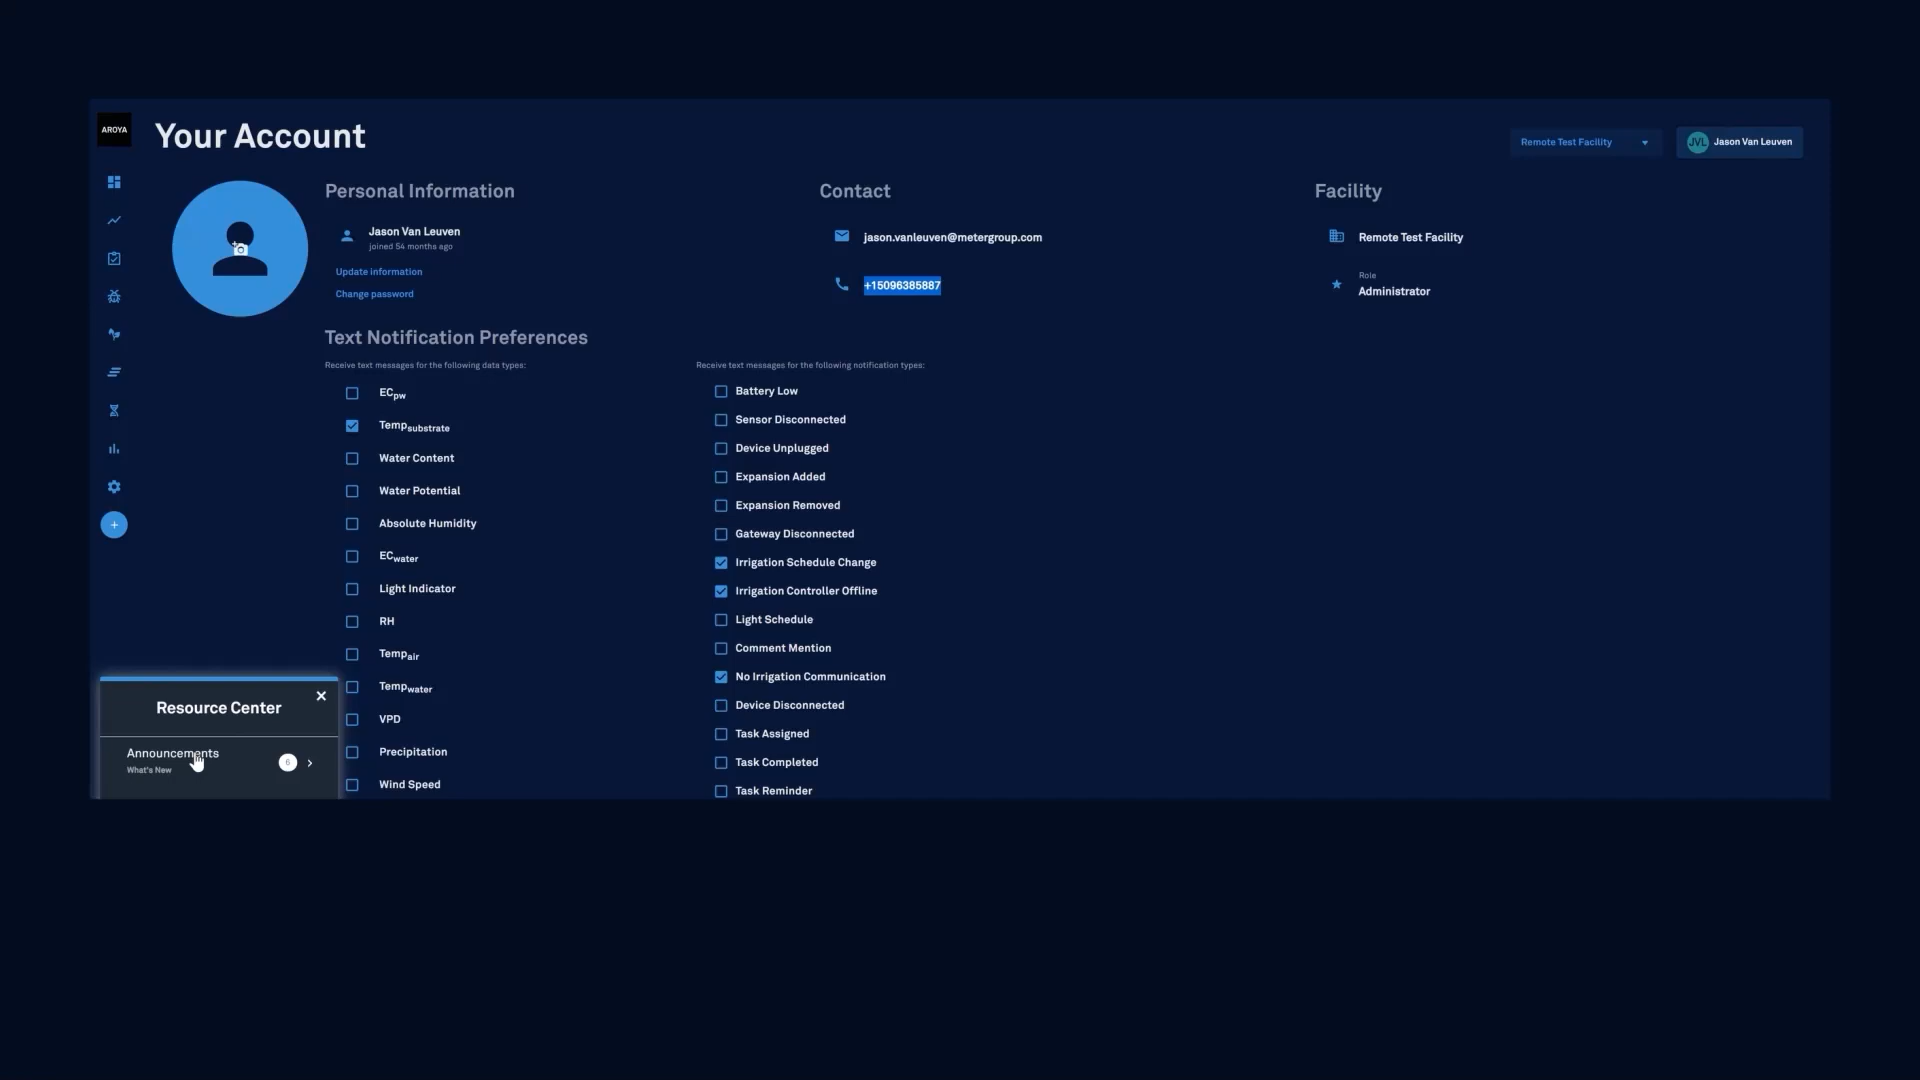 AROYA
Your Account
Remote Test Facility
JVL Jason Van Leuven
Personal Information
Jason Van Leuven
joined 54 months ago
Update information
Change password
Contact
jason.vanleuven@metergroup.com
+15096385887
Facility
Remote Test Facility
Role
Administrator
Text Notification Preferences
Receive text messages for the following data types:
ECpw
Tempsubstrate
Water Content
Water Potential
Absolute Humidity
ECwater
Light Indicator
RH
Tempair
Tempwater
VPD
Precipitation
Wind Speed
Receive text messages for the following notification types:
Battery Low
Sensor Disconnected
Device Unplugged
Expansion Added
Expansion Removed
Gateway Disconnected
Irrigation Schedule Change
Irrigation Controller Offline
Light Schedule
Comment Mention
No Irrigation Communication
Device Disconnected
Task Assigned
Task Completed
Task Reminder
Resource Center
Announcements
What's New
6